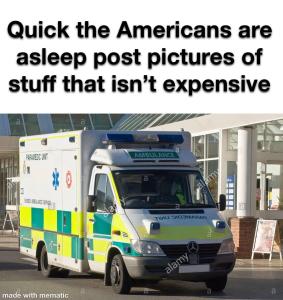 Quick the Americans are
asleep post pictures of
stuff that isn't expensive
AMBULANCE
PARAMEDIC UNIT
alamy
made with mematic